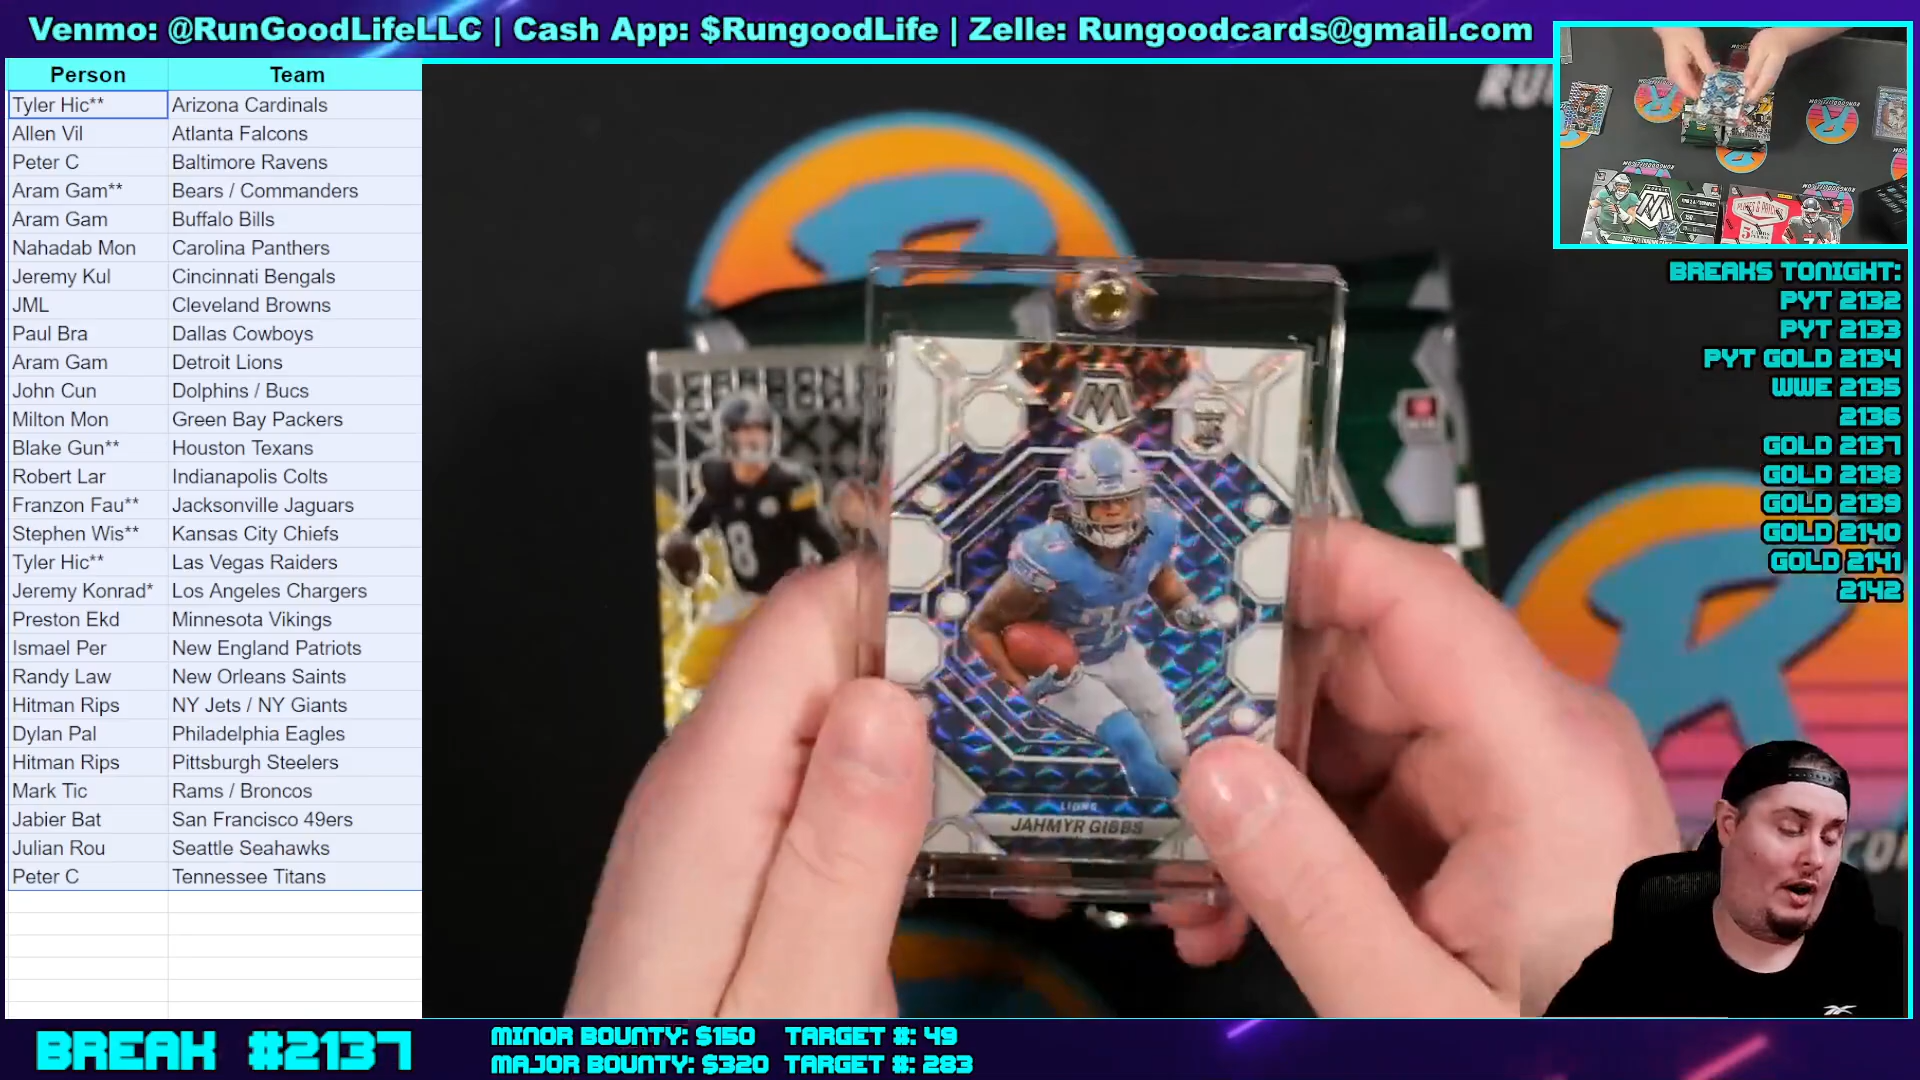 Venmo: @RunGoodLifeLLC | Cash App: $RungoodLife | Zelle: Rungoodcards@gmail.com
Person Team
Tyler Hic** Arizona Cardinals
Allen Vil Atlanta Falcons
Peter C Baltimore Ravens
Aram Gam** Bears / Commanders
Aram Gam Buffalo Bills
Nahadab Mon Carolina Panthers
Jeremy Kul Cincinnati Bengals
JML Cleveland Browns
Paul Bra Dallas Cowboys
Aram Gam Detroit Lions
John Cun Dolphins / Bucs
Milton Mon Green Bay Packers
Blake Gun** Houston Texans
Robert Lar Indianapolis Colts
Franzon Fau** Jacksonville Jaguars
Stephen Wis** Kansas City Chiefs
Tyler Hic** Las Vegas Raiders
Jeremy Konrad* Los Angeles Chargers
Preston Ekd Minnesota Vikings
Ismael Per New England Patriots
Randy Law New Orleans Saints
Hitman Rips NY Jets / NY Giants
Dylan Pal Philadelphia Eagles
Hitman Rips Pittsburgh Steelers
Mark Tic Rams / Broncos
Jabier Bat San Francisco 49ers
Julian Rou Seattle Seahawks
Peter C Tennessee Titans
LIONS
JAHMYR GIBBS
BREAKS TONIGHT:
PYT 2132
PYT 2133
PYT GOLD 2134
WWE 2135
2136
GOLD 2137
GOLD 2138
GOLD 2139
GOLD 2140
GOLD 2141
2142
BREAK #2137
MINOR BOUNTY: $150 TARGET #: 49
MAJOR BOUNTY: $320 TARGET #: 283